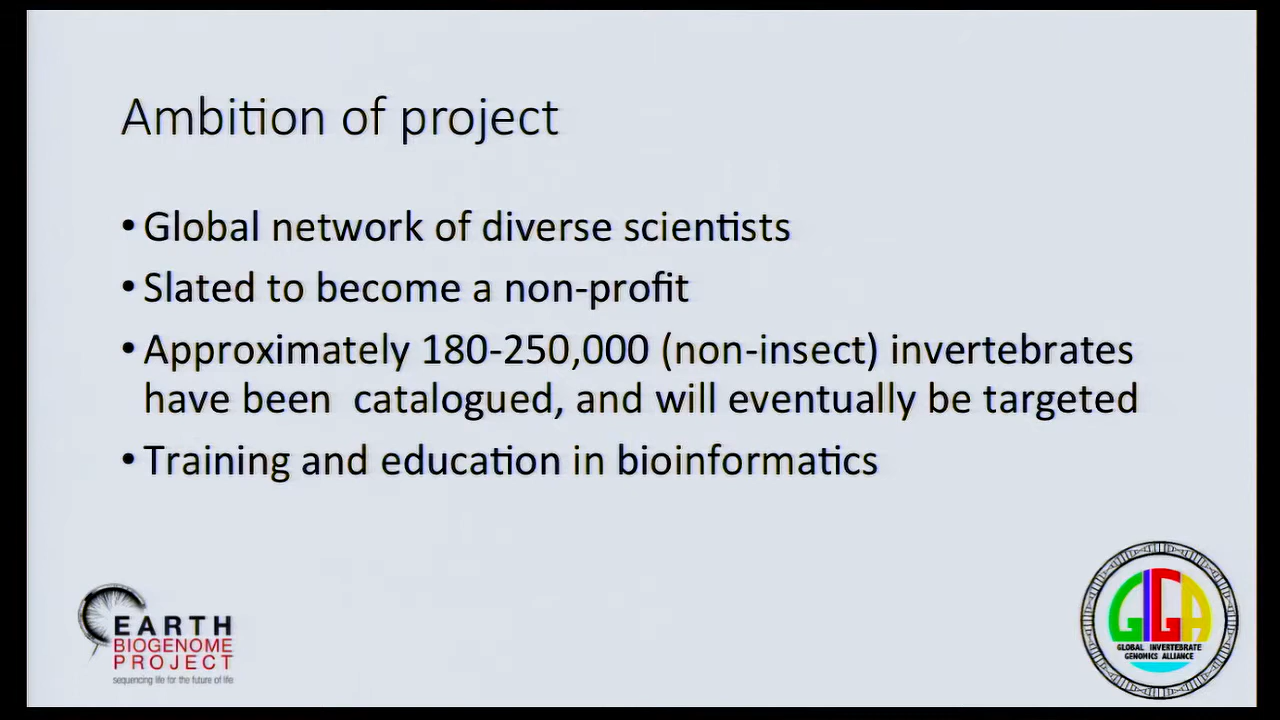 Ambition of project
• Global network of diverse scientists
• Slated to become a non-profit
• Approximately 180-250,000 (non-insect) invertebrates
have been catalogued, and will eventually be targeted
• Training and education in bioinformatics
EARTH
BIOGENOME
PROJECT
sequencing life for the future of life
GIGA
GLOBAL INVERTEBRATE
GENOMICS ALLIANCE